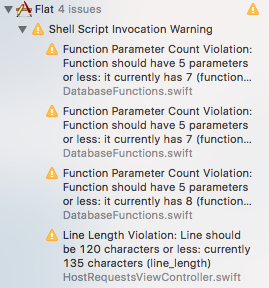 Flat 4 issues
Shell Script Invocation Warning
Function Parameter Count Violation:
Function should have 5 parameters
or less: it currently has 7 (function...
DatabaseFunctions.swift
Function Parameter Count Violation:
Function should have 5 parameters
or less: it currently has 7 (function...
DatabaseFunctions.swift
Function Parameter Count Violation:
Function should have 5 parameters
or less: it currently has 8 (function...
DatabaseFunctions.swift
Line Length Violation: Line should
be 120 characters or less: currently
135 characters (line_length)
HostRequestsViewController.swift